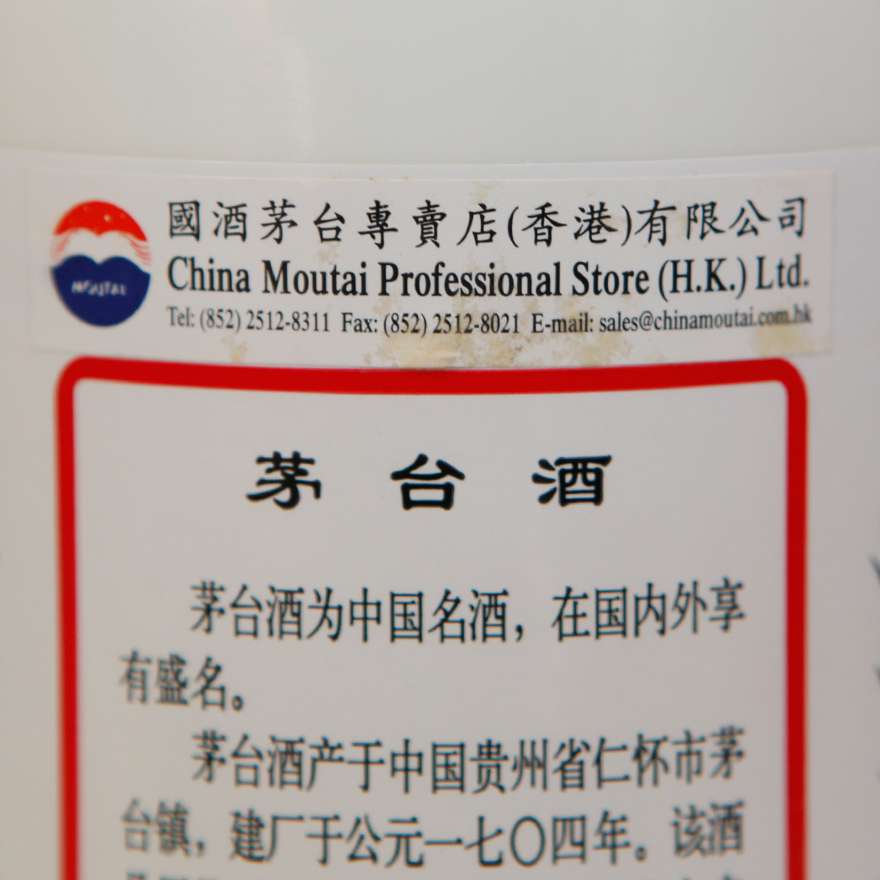 國酒茅台專賣店(香港)有限公司
China Moutai Professional Store (H.K.) Ltd.
Tel: (852) 2512-8311 Fax: (852) 2512-8021 E-mail: sales@chinamoutai.com.hk
MOUTAI
茅台酒
茅台酒为中国名酒，在国内外享
有盛名。
茅台酒产于中国贵州省仁怀市茅
台镇，建厂于公元一七〇四年。该酒